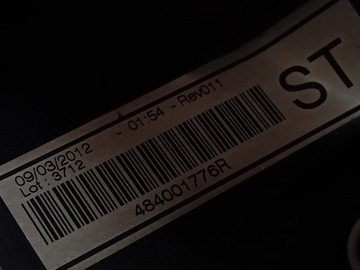 09/03/2012 - 01:54 - Rev011
Lot : 3712
484001776R
ST